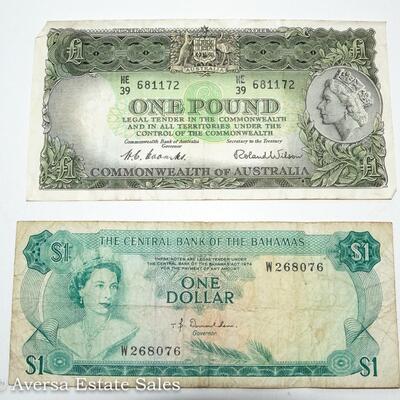 £1
£1
AUSTRALIA
HE
39 681172
HE
39 681172
ONE POUND
LEGAL TENDER IN THE COMMONWEALTH
AND IN ALL TERRITORIES UNDER THE
CONTROL OF THE COMMONWEALTH
Commonwealth Bank of Australia
Governor
Secretary to the Treasury
H.C. Coombs
Roland Wilson
£1
£1
COMMONWEALTH OF AUSTRALIA
$1
THE CENTRAL BANK OF THE BAHAMAS
$1
THESE NOTES ARE LEGAL TENDER UNDER
THE CENTRAL BANK OF THE BAHAMAS ACT 1974
FOR THE PAYMENT OF ANY AMOUNT
W268076
ONE
DOLLAR
Governor
W268076
$1
$1
© Aversa Estate Sales